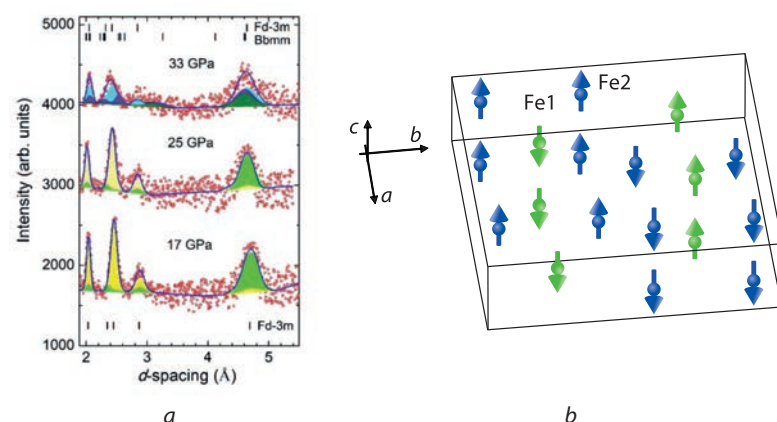 5000
4000
3000
2000
1000
Intensity (arb. units)
Fd-3m
Bbmm
33 GPa
25 GPa
17 GPa
Fd-3m
2
3
4
5
d-spacing (Å)
a
Fe1
Fe2
c
b
a
b